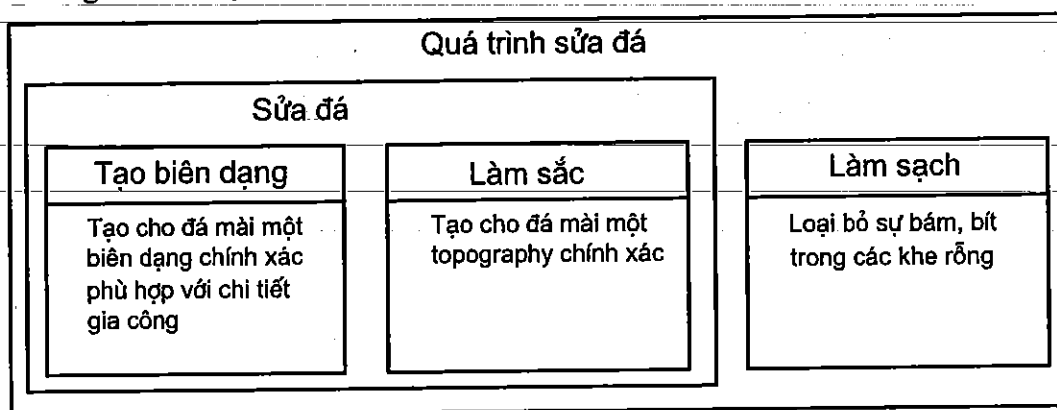 Quá trình sửa đá
Sửa đá
Tạo biên dạng
Tạo cho đá mài một
biên dạng chính xác
phù hợp với chi tiết
gia công
Làm sắc
Tạo cho đá mài một
topography chính xác
Làm sạch
Loại bỏ sự bám, bít
trong các khe rỗng